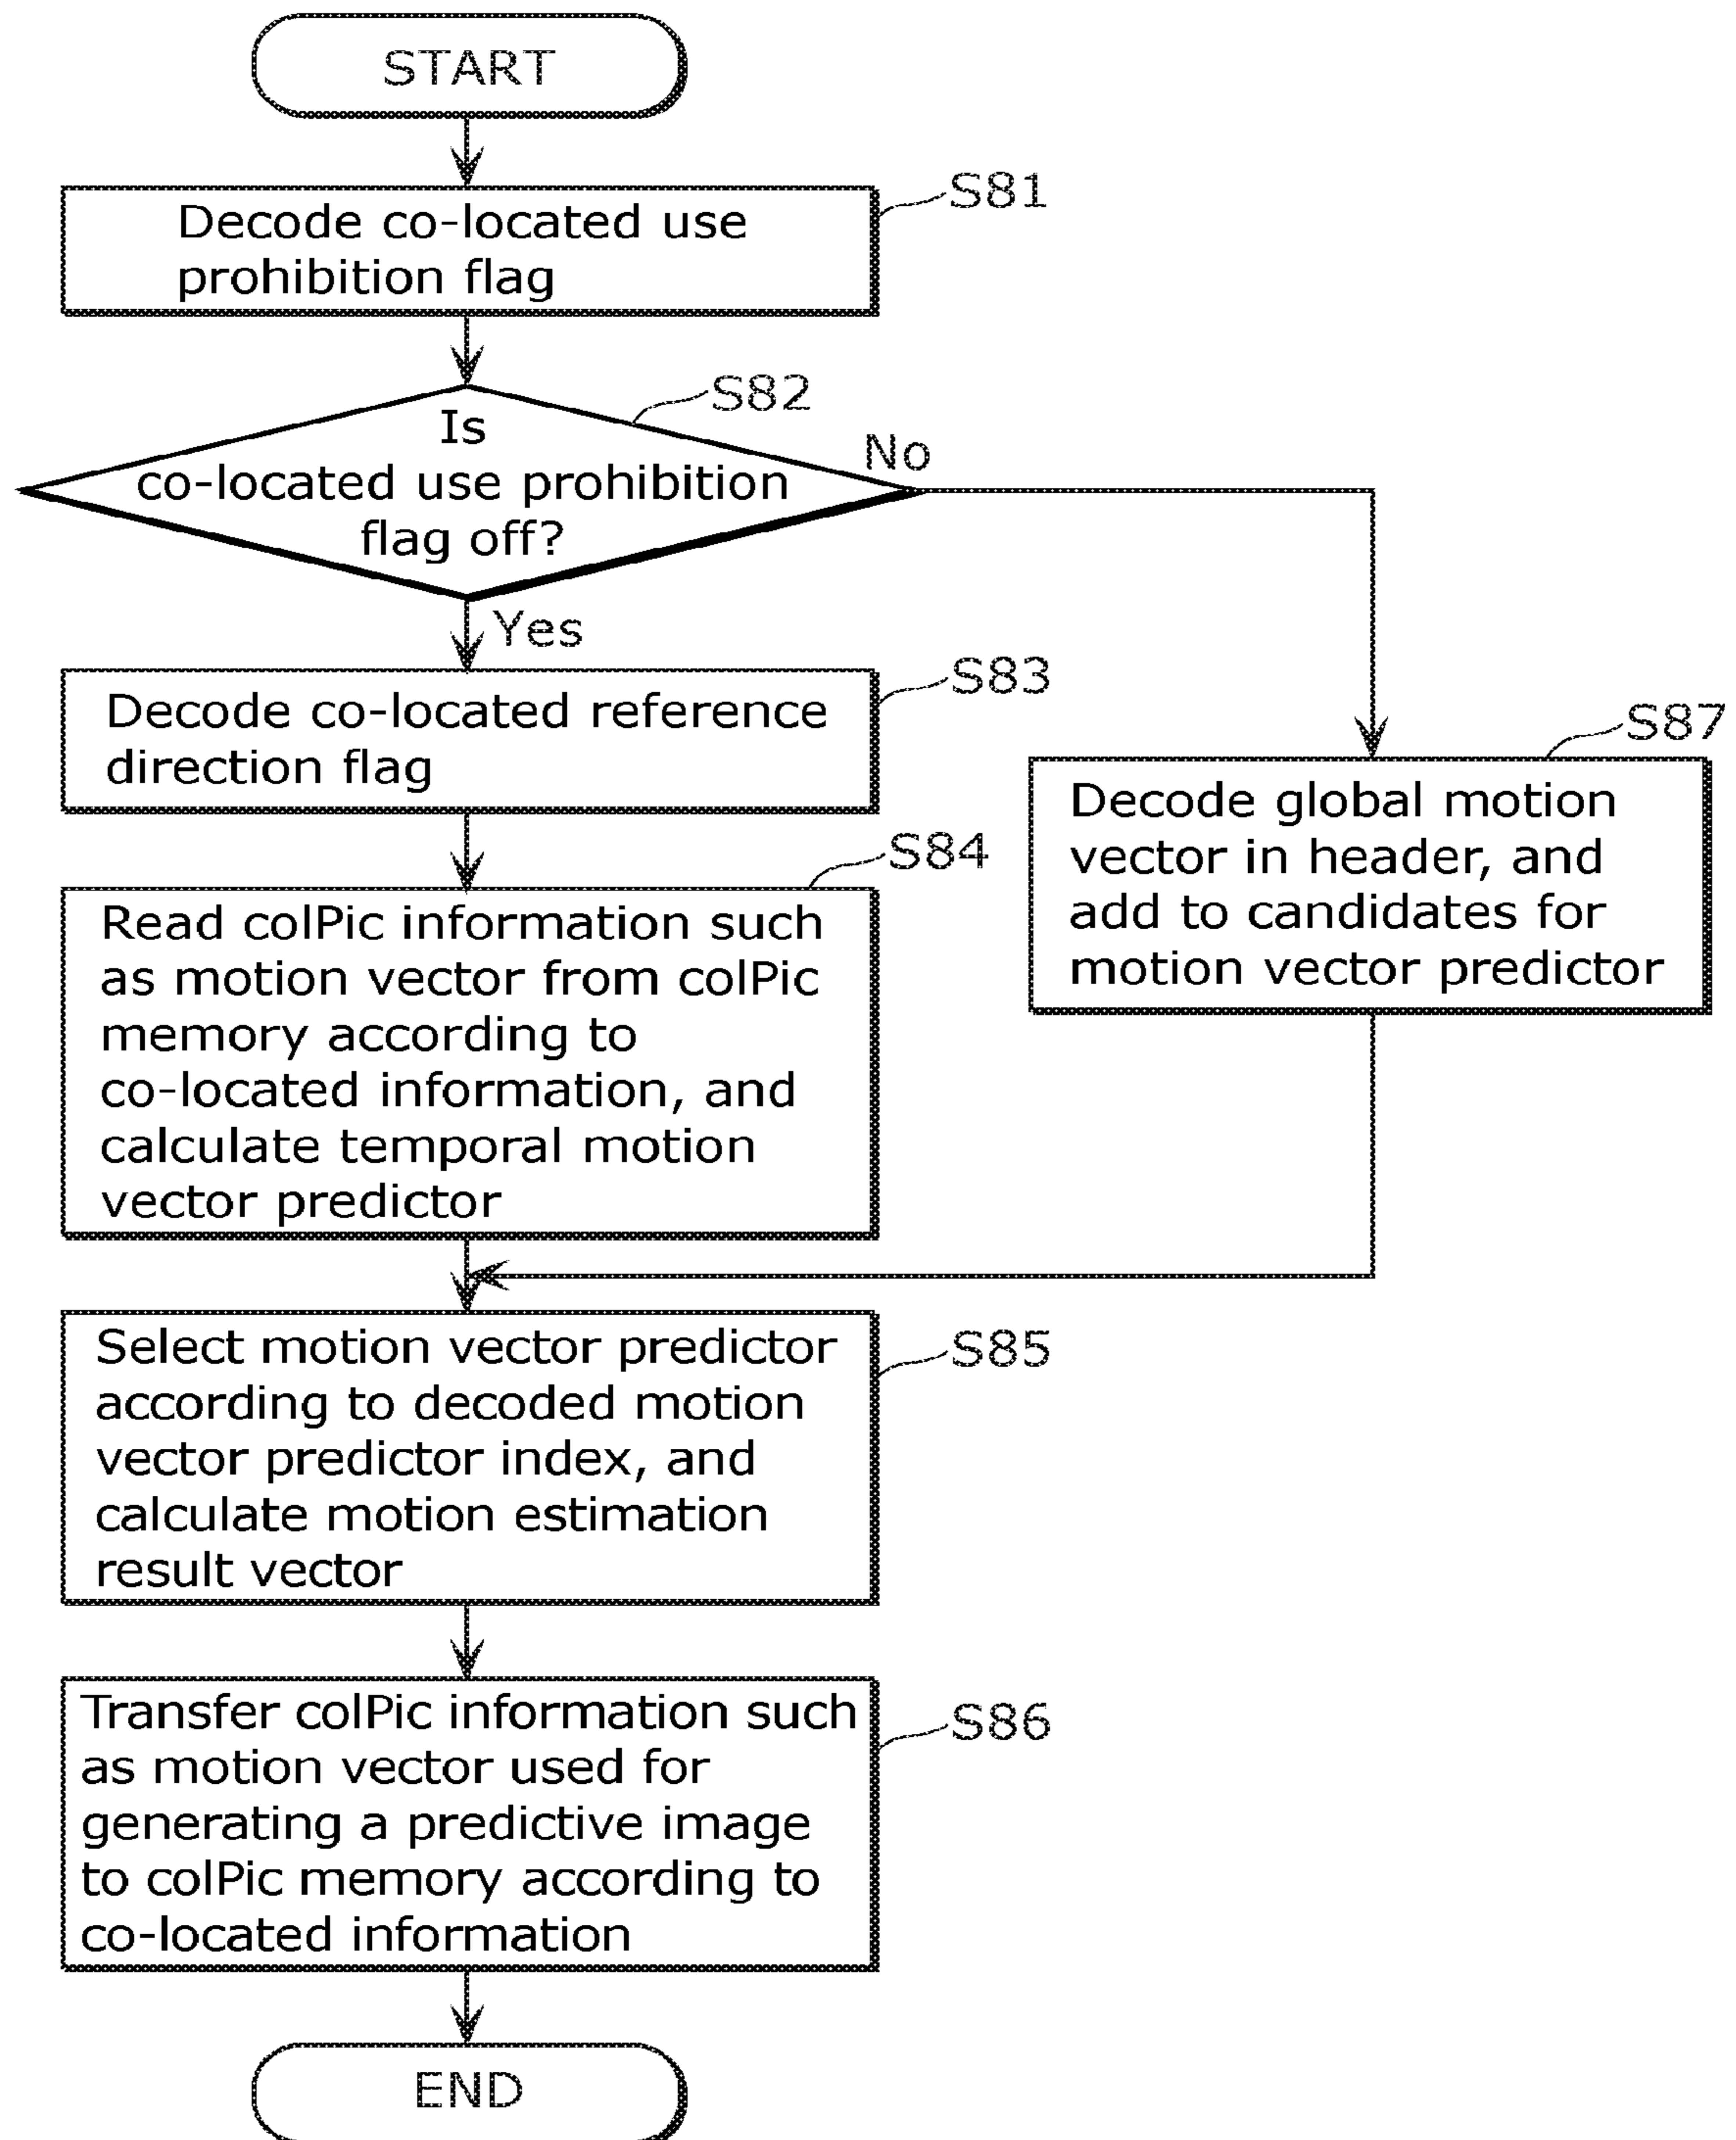 START
S81
Decode co-located use
prohibition flag
S82
Is
co-located use prohibition
flag off?
No
Yes
S83
Decode co-located reference
direction flag
S87
Decode global motion
vector in header, and
add to candidates for
motion vector predictor
S84
Read colPic information such
as motion vector from colPic
memory according to
co-located information, and
calculate temporal motion
vector predictor
S85
Select motion vector predictor
according to decoded motion
vector predictor index, and
calculate motion estimation
result vector
S86
Transfer colPic information such
as motion vector used for
generating a predictive image
to colPic memory according to
co-located information
END